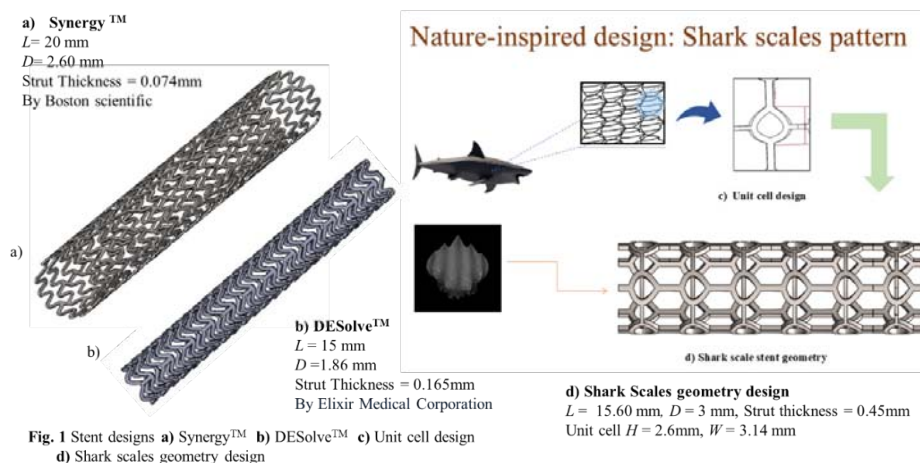 a) Synergy ™
L= 20 mm
D= 2.60 mm
Strut Thickness = 0.074mm
By Boston scientific
a)
b)
b) DESolve™
L = 15 mm
D =1.86 mm
Strut Thickness = 0.165mm
By Elixir Medical Corporation
Fig. 1 Stent designs a) Synergy™ b) DESolve™ c) Unit cell design
d) Shark scales geometry design
Nature-inspired design: Shark scales pattern
c) Unit cell design
d) Shark scale stent geometry
d) Shark Scales geometry design
L = 15.60 mm, D = 3 mm, Strut thickness = 0.45mm
Unit cell H = 2.6mm, W = 3.14 mm